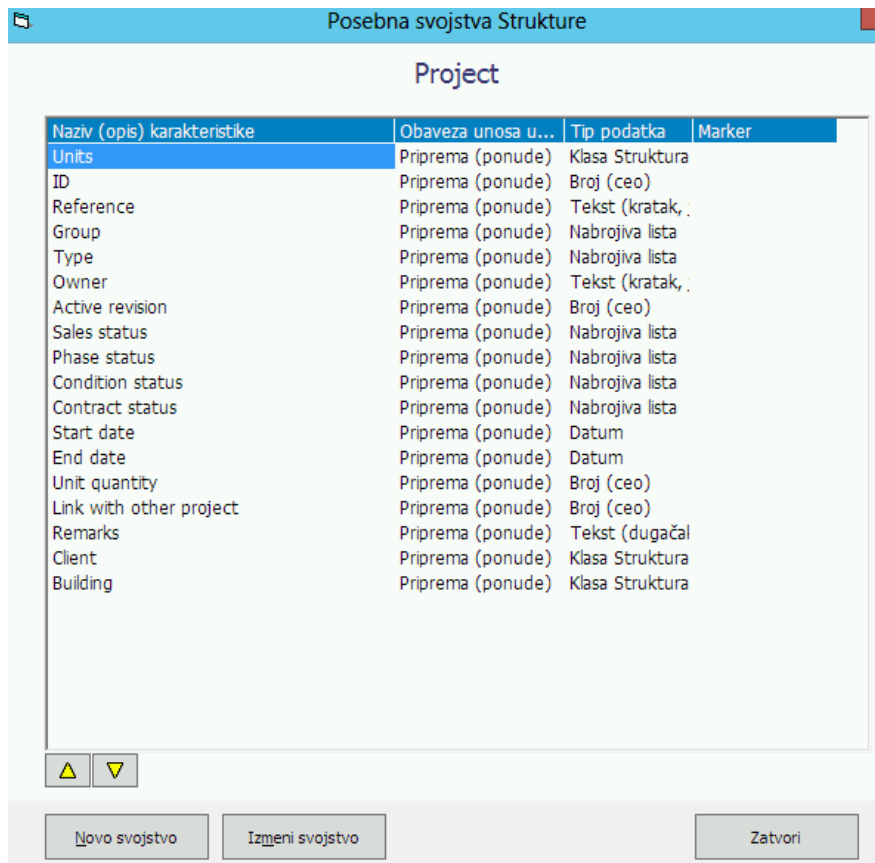 Posebna svojstva Strukture
Project
Naziv (opis) karakteristike Obaveza unosa u... Tip podatka Marker
Units Priprema (ponude) Klasa Struktura
ID Priprema (ponude) Broj (ceo)
Reference Priprema (ponude) Tekst (kratak,
Group Priprema (ponude) Nabrojiva lista
Type Priprema (ponude) Nabrojiva lista
Owner Priprema (ponude) Tekst (kratak,
Active revision Priprema (ponude) Broj (ceo)
Sales status Priprema (ponude) Nabrojiva lista
Phase status Priprema (ponude) Nabrojiva lista
Condition status Priprema (ponude) Nabrojiva lista
Contract status Priprema (ponude) Nabrojiva lista
Start date Priprema (ponude) Datum
End date Priprema (ponude) Datum
Unit quantity Priprema (ponude) Broj (ceo)
Link with other project Priprema (ponude) Broj (ceo)
Remarks Priprema (ponude) Tekst
Client Priprema (ponude) Klasa Struktura
Building Priprema (ponude) Klasa Struktura
Novo svojstvo Izmeni svojstvo Zatvori